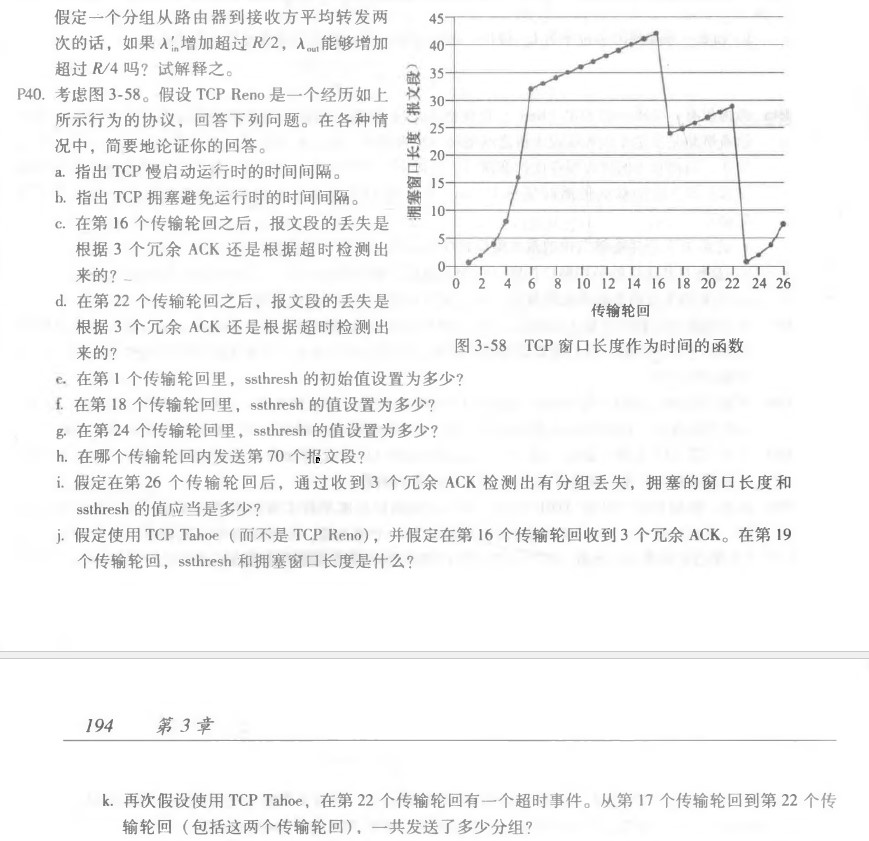 假定一个分组从路由器到接收方平均转发两
次的话，如果 λ′in增加超过 R/2，λout能够增加
超过 R/4 吗？试解释之。
P40. 考虑图 3-58。假设 TCP Reno 是一个经历如上
所示行为的协议，回答下列问题。在各种情
况中，简要地论证你的回答。
a. 指出 TCP 慢启动运行时的时间间隔。
b. 指出 TCP 拥塞避免运行时的时间间隔。
c. 在第 16 个传输轮回之后，报文段的丢失是
根据 3 个冗余 ACK 还是根据超时检测出
来的？
d. 在第 22 个传输轮回之后，报文段的丢失是
根据 3 个冗余 ACK 还是根据超时检测出
来的？
拥塞窗口长度（报文段）
45
40
35
30
25
20
15
10
5
0
0 2 4 6 8 10 12 14 16 18 20 22 24 26
传输轮回
图 3-58 TCP 窗口长度作为时间的函数
e. 在第 1 个传输轮回里，ssthresh 的初始值设置为多少？
f. 在第 18 个传输轮回里，ssthresh 的值设置为多少？
g. 在第 24 个传输轮回里，ssthresh 的值设置为多少？
h. 在哪个传输轮回内发送第 70 个报文段？
i. 假定在第 26 个传输轮回后，通过收到 3 个冗余 ACK 检测出有分组丢失，拥塞的窗口长度和
ssthresh 的值应当是多少？
j. 假定使用 TCP Tahoe（而不是 TCP Reno），并假定在第 16 个传输轮回收到 3 个冗余 ACK。在第 19
个传输轮回，ssthresh 和拥塞窗口长度是什么？
194 第 3 章
k. 再次假设使用 TCP Tahoe，在第 22 个传输轮回有一个超时事件。从第 17 个传输轮回到第 22 个传
输轮回（包括这两个传输轮回），一共发送了多少分组？